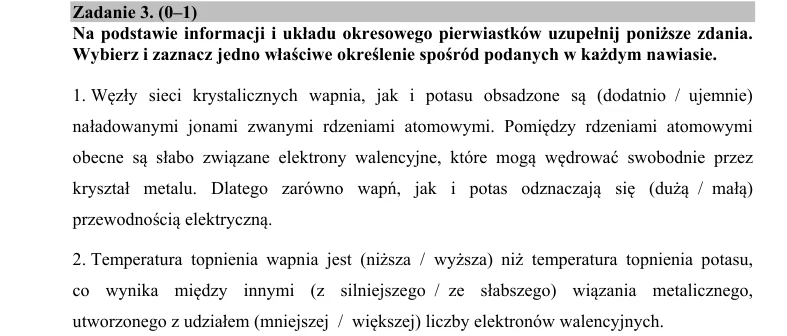 Zadanie 3. (0–1)
Na podstawie informacji i układu okresowego pierwiastków uzupełnij poniższe zdania.
Wybierz i zaznacz jedno właściwe określenie spośród podanych w każdym nawiasie.
1. Węzły sieci krystalicznych wapnia, jak i potasu obsadzone są (dodatnio / ujemnie)
naładowanymi jonami zwanymi rdzeniami atomowymi. Pomiędzy rdzeniami atomowymi
obecne są słabo związane elektrony walencyjne, które mogą wędrować swobodnie przez
kryształ metalu. Dlatego zarówno wapń, jak i potas odznaczają się (dużą / małą)
przewodnością elektryczną.
2. Temperatura topnienia wapnia jest (niższa / wyższa) niż temperatura topnienia potasu,
co wynika między innymi (z silniejszego / ze słabszego) wiązania metalicznego,
utworzonego z udziałem (mniejszej / większej) liczby elektronów walencyjnych.